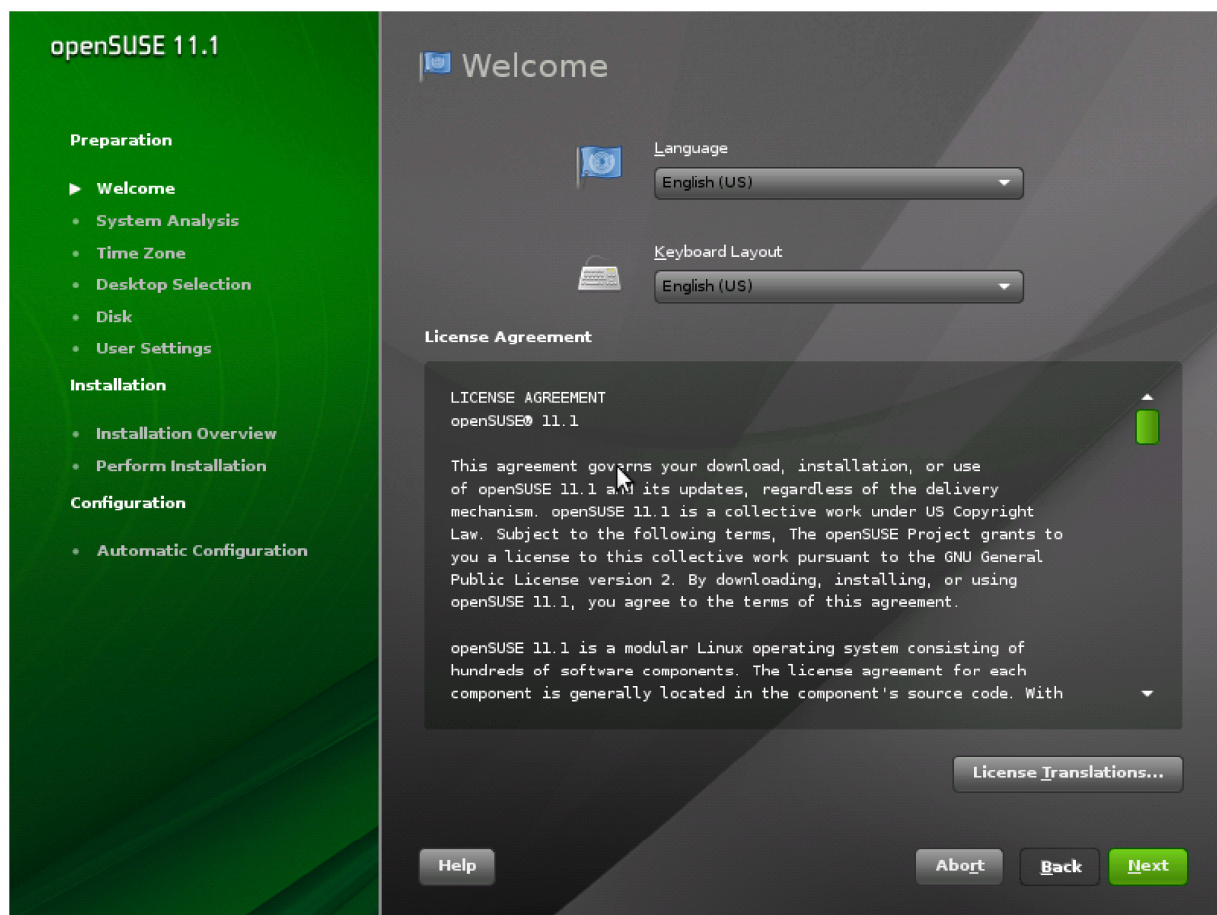 openSUSE 11.1
Preparation
Welcome
System Analysis
Time Zone
Desktop Selection
Disk
User Settings
Installation
Installation Overview
Perform Installation
Configuration
Automatic Configuration
Welcome
Language
English (US)
Keyboard Layout
English (US)
License Agreement
LICENSE AGREEMENT
openSUSE® 11.1
This agreement governs your download, installation, or use
of openSUSE 11.1 and its updates, regardless of the delivery
mechanism. openSUSE 11.1 is a collective work under US Copyright
Law. Subject to the following terms, The openSUSE Project grants to
you a license to this collective work pursuant to the GNU General
Public License version 2. By downloading, installing, or using
openSUSE 11.1, you agree to the terms of this agreement.
openSUSE 11.1 is a modular Linux operating system consisting of
hundreds of software components. The license agreement for each
component is generally located in the component's source code. With
License Translations...
Help
Abort
Back
Next